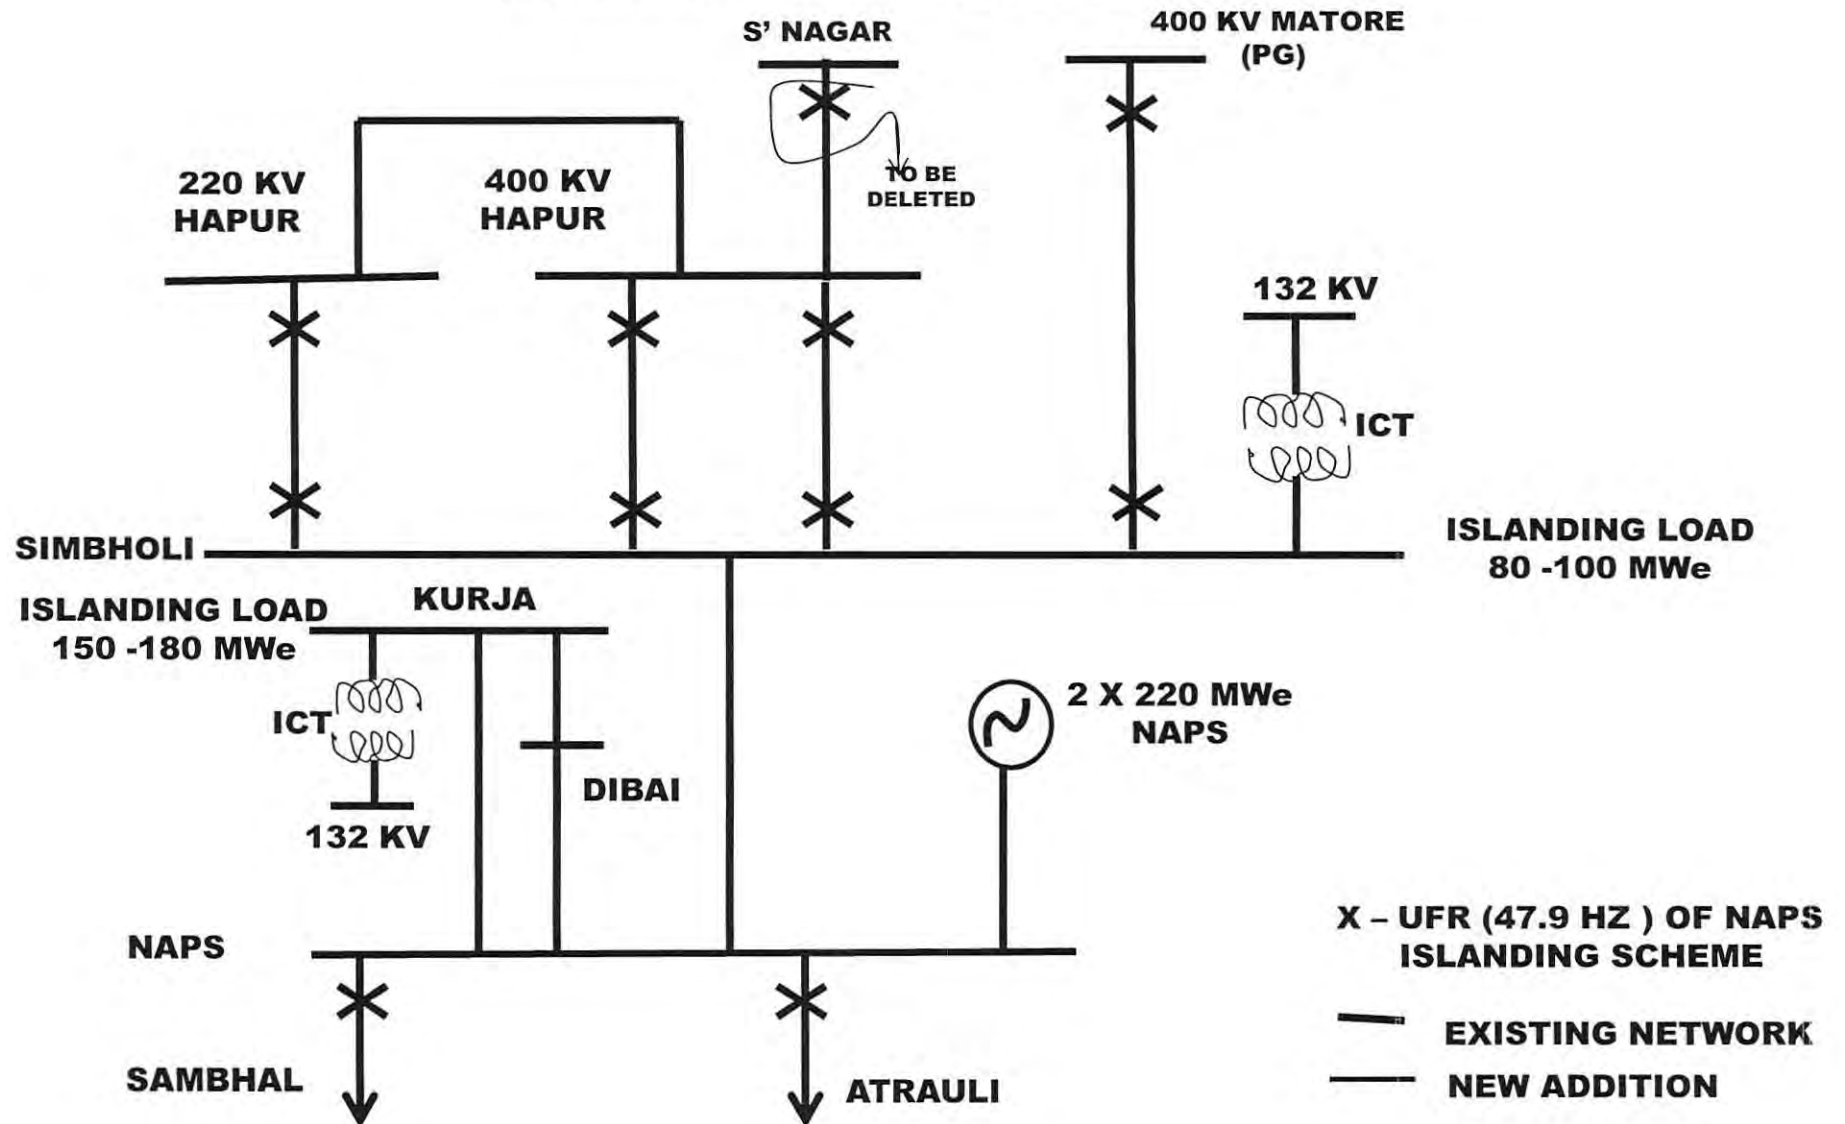 S' NAGAR
400 KV MATORE
(PG)
220 KV
HAPUR
400 KV
HAPUR
TO BE
DELETED
132 KV
ICT
SIMBHOLI
ISLANDING LOAD
80 -100 MWe
ISLANDING LOAD
150 -180 MWe
KURJA
ICT
132 KV
DIBAI
2 X 220 MWe
NAPS
NAPS
SAMBHAL
ATRAULI
X – UFR (47.9 HZ ) OF NAPS
ISLANDING SCHEME
EXISTING NETWORK
NEW ADDITION